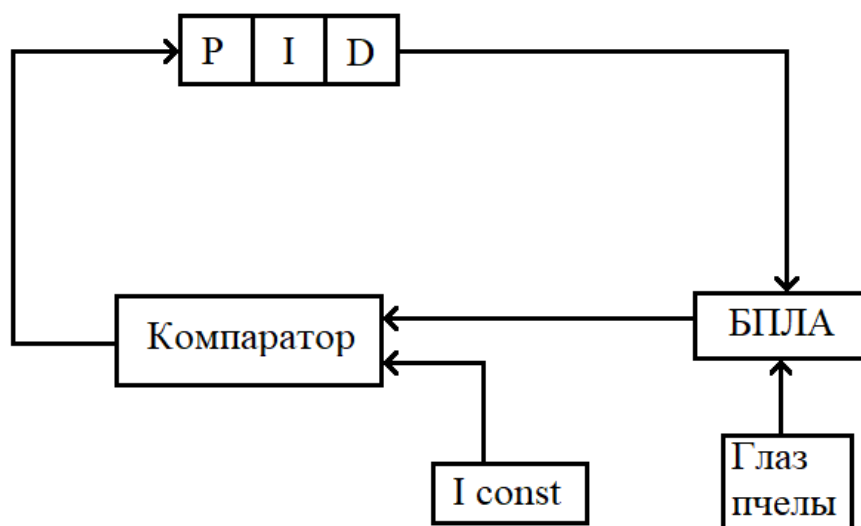 P I D
Компаратор
БПЛА
I const
Глаз
пчелы